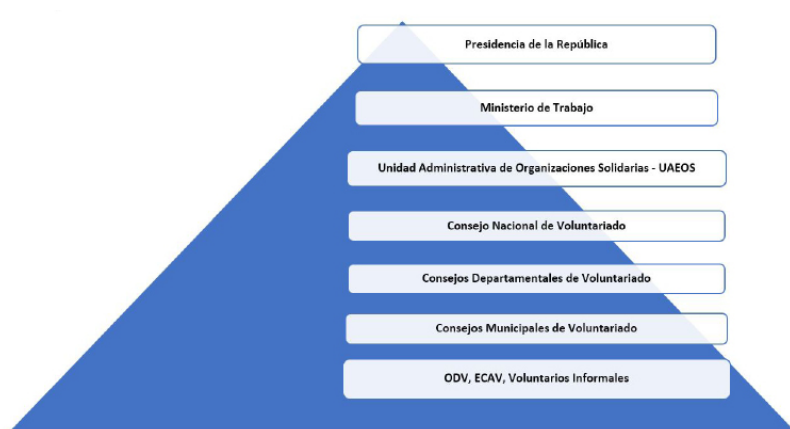 Presidencia de la República
Ministerio de Trabajo
Unidad Administrativa de Organizaciones Solidarias - UAEOS
Consejo Nacional de Voluntariado
Consejos Departamentales de Voluntariado
Consejos Municipales de Voluntariado
ODV, ECAV, Voluntarios Informales